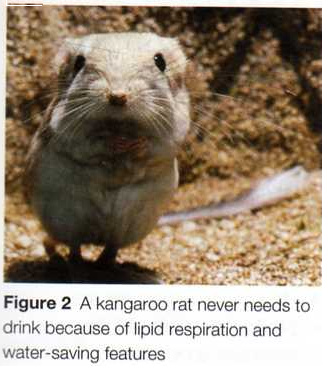 Figure 2 A kangaroo rat never needs to
drink because of lipid respiration and
water-saving features